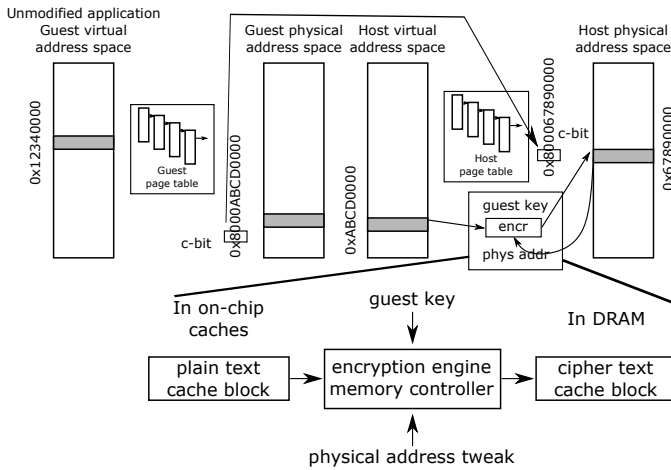 Unmodified application
Guest virtual
address space
Guest physical
address space
Host virtual
address space
Host physical
address space
0x12340000
Guest
page table
c-bit
0x8000ABCD0000
0xABCD0000
Host
page table
0x800067890000
c-bit
0x67890000
guest key
encr
phys addr
In on-chip
caches
guest key
In DRAM
plain text
cache block
encryption engine
memory controller
cipher text
cache block
physical address tweak